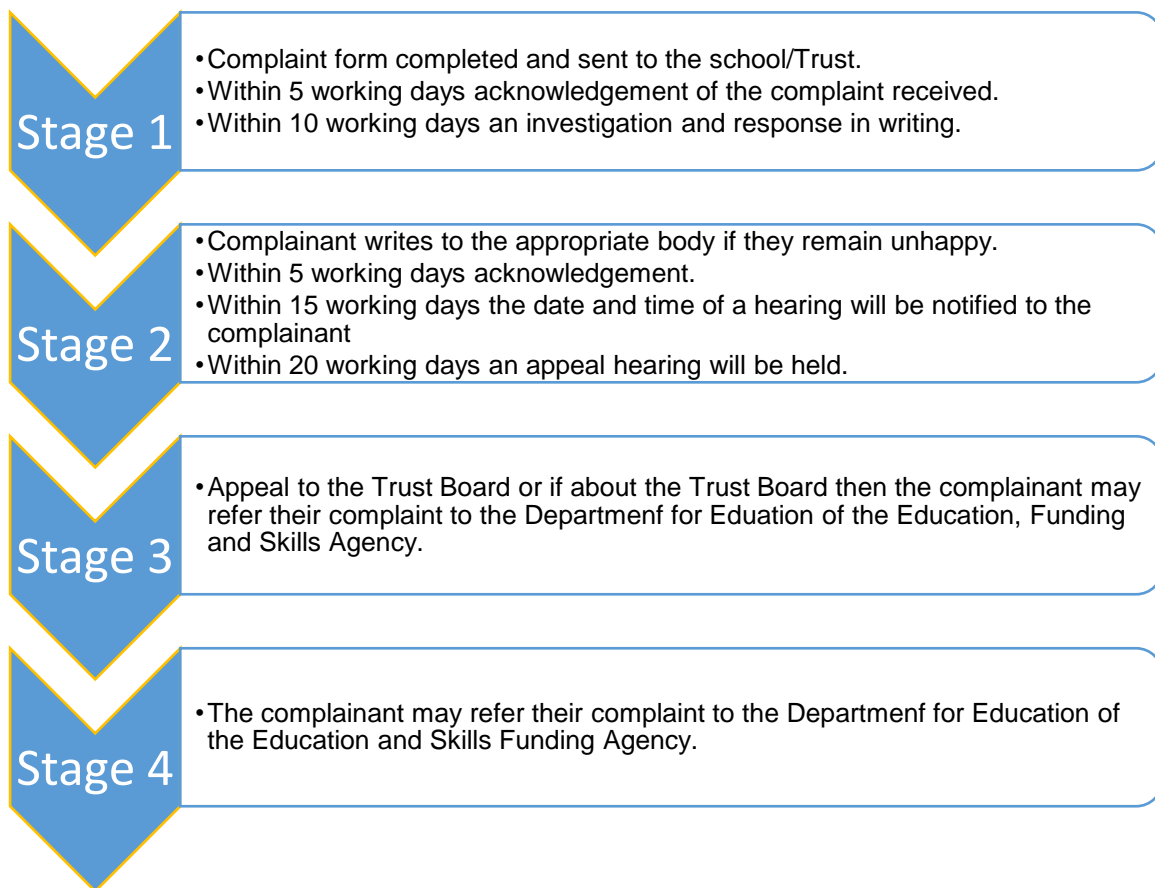 Stage 1
•Complaint form completed and sent to the school/Trust.
•Within 5 working days acknowledgement of the complaint received.
•Within 10 working days an investigation and response in writing.
Stage 2
•Complainant writes to the appropriate body if they remain unhappy.
•Within 5 working days acknowledgement.
•Within 15 working days the date and time of a hearing will be notified to the
complainant
•Within 20 working days an appeal hearing will be held.
Stage 3
•Appeal to the Trust Board or if about the Trust Board then the complainant may
refer their complaint to the Departmenf for Eduation of the Education, Funding
and Skills Agency.
Stage 4
•The complainant may refer their complaint to the Departmenf for Education of
the Education and Skills Funding Agency.